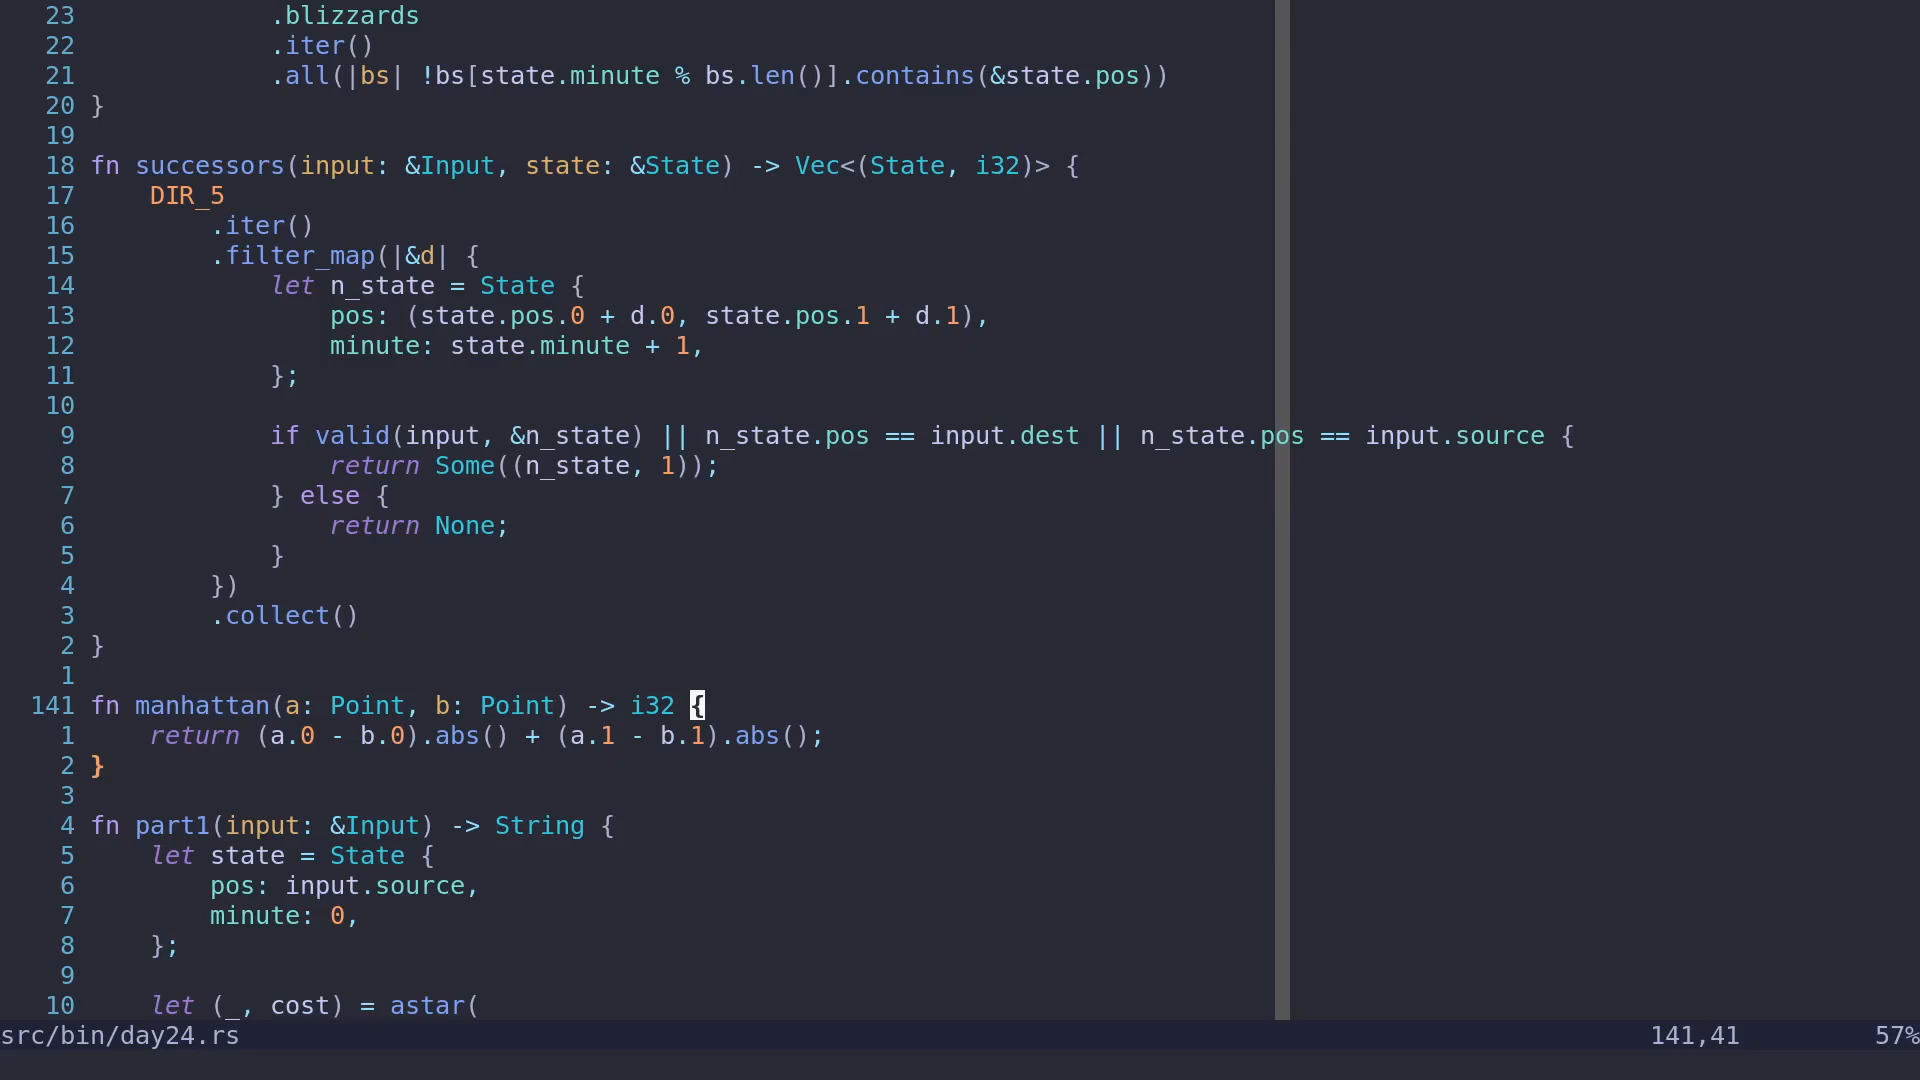 23             .blizzards
22             .iter()
21             .all(|bs| !bs[state.minute % bs.len()].contains(&state.pos))
20 }
19
18 fn successors(input: &Input, state: &State) -> Vec<(State, i32)> {
17     DIR_5
16         .iter()
15         .filter_map(|&d| {
14             let n_state = State {
13                 pos: (state.pos.0 + d.0, state.pos.1 + d.1),
12                 minute: state.minute + 1,
11             };
10
9             if valid(input, &n_state) || n_state.pos == input.dest || n_state.pos == input.source {
8                 return Some((n_state, 1));
7             } else {
6                 return None;
5             }
4         })
3         .collect()
2 }
1
141 fn manhattan(a: Point, b: Point) -> i32 {
1     return (a.0 - b.0).abs() + (a.1 - b.1).abs();
2 }
3
4 fn part1(input: &Input) -> String {
5     let state = State {
6         pos: input.source,
7         minute: 0,
8     };
9
10     let (_, cost) = astar(
src/bin/day24.rs 141,41 57%